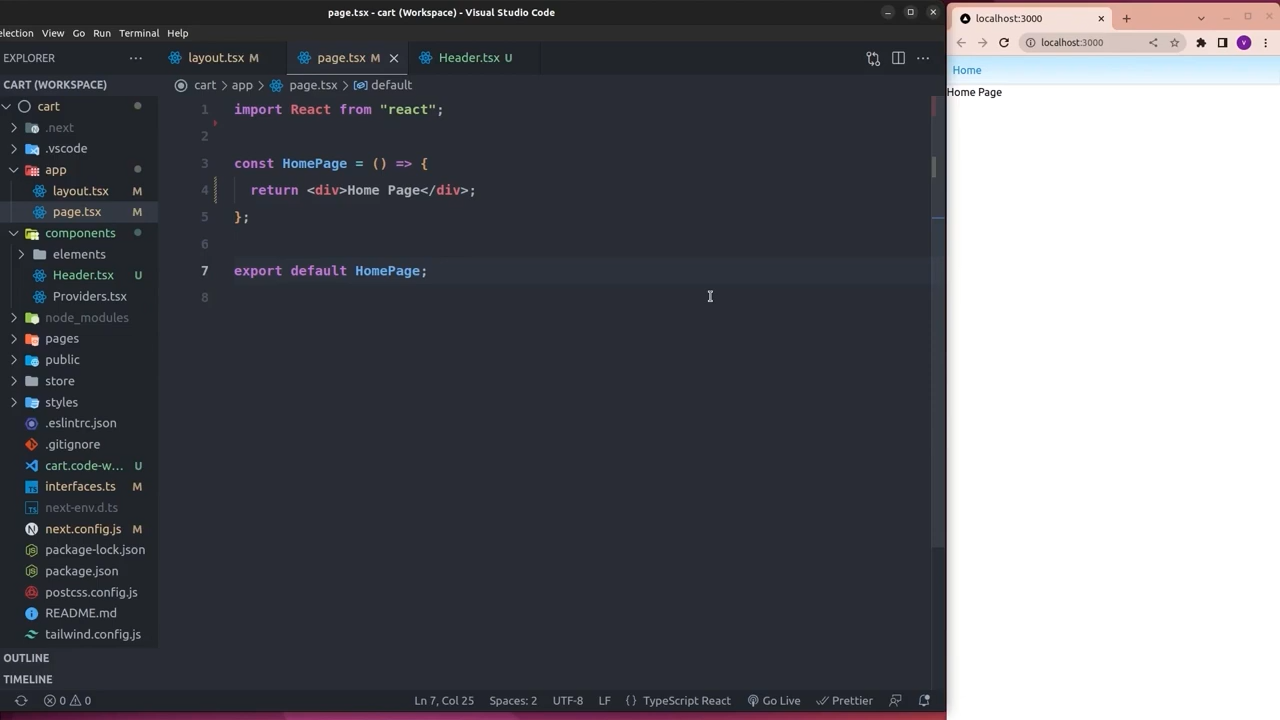 page.tsx - cart (Workspace) - Visual Studio Code
election View Go Run Terminal Help
EXPLORER
layout.tsx M
page.tsx M
Header.tsx U
CART (WORKSPACE)
cart
.next
.vscode
app
layout.tsx M
page.tsx M
components
elements
Header.tsx U
Providers.tsx
node_modules
pages
public
store
styles
.eslintrc.json
.gitignore
cart.code-w... U
interfaces.ts M
next-env.d.ts
next.config.js M
package-lock.json
package.json
postcss.config.js
README.md
tailwind.config.js
OUTLINE
TIMELINE
cart > app > page.tsx > default
1 import React from "react";
2
3 const HomePage = () => {
4 return <div>Home Page</div>;
5 };
6
7 export default HomePage;
8
0 0
Ln 7, Col 25 Spaces: 2 UTF-8 LF {} TypeScript React Go Live Prettier
localhost:3000
localhost:3000
V
Home
Home Page